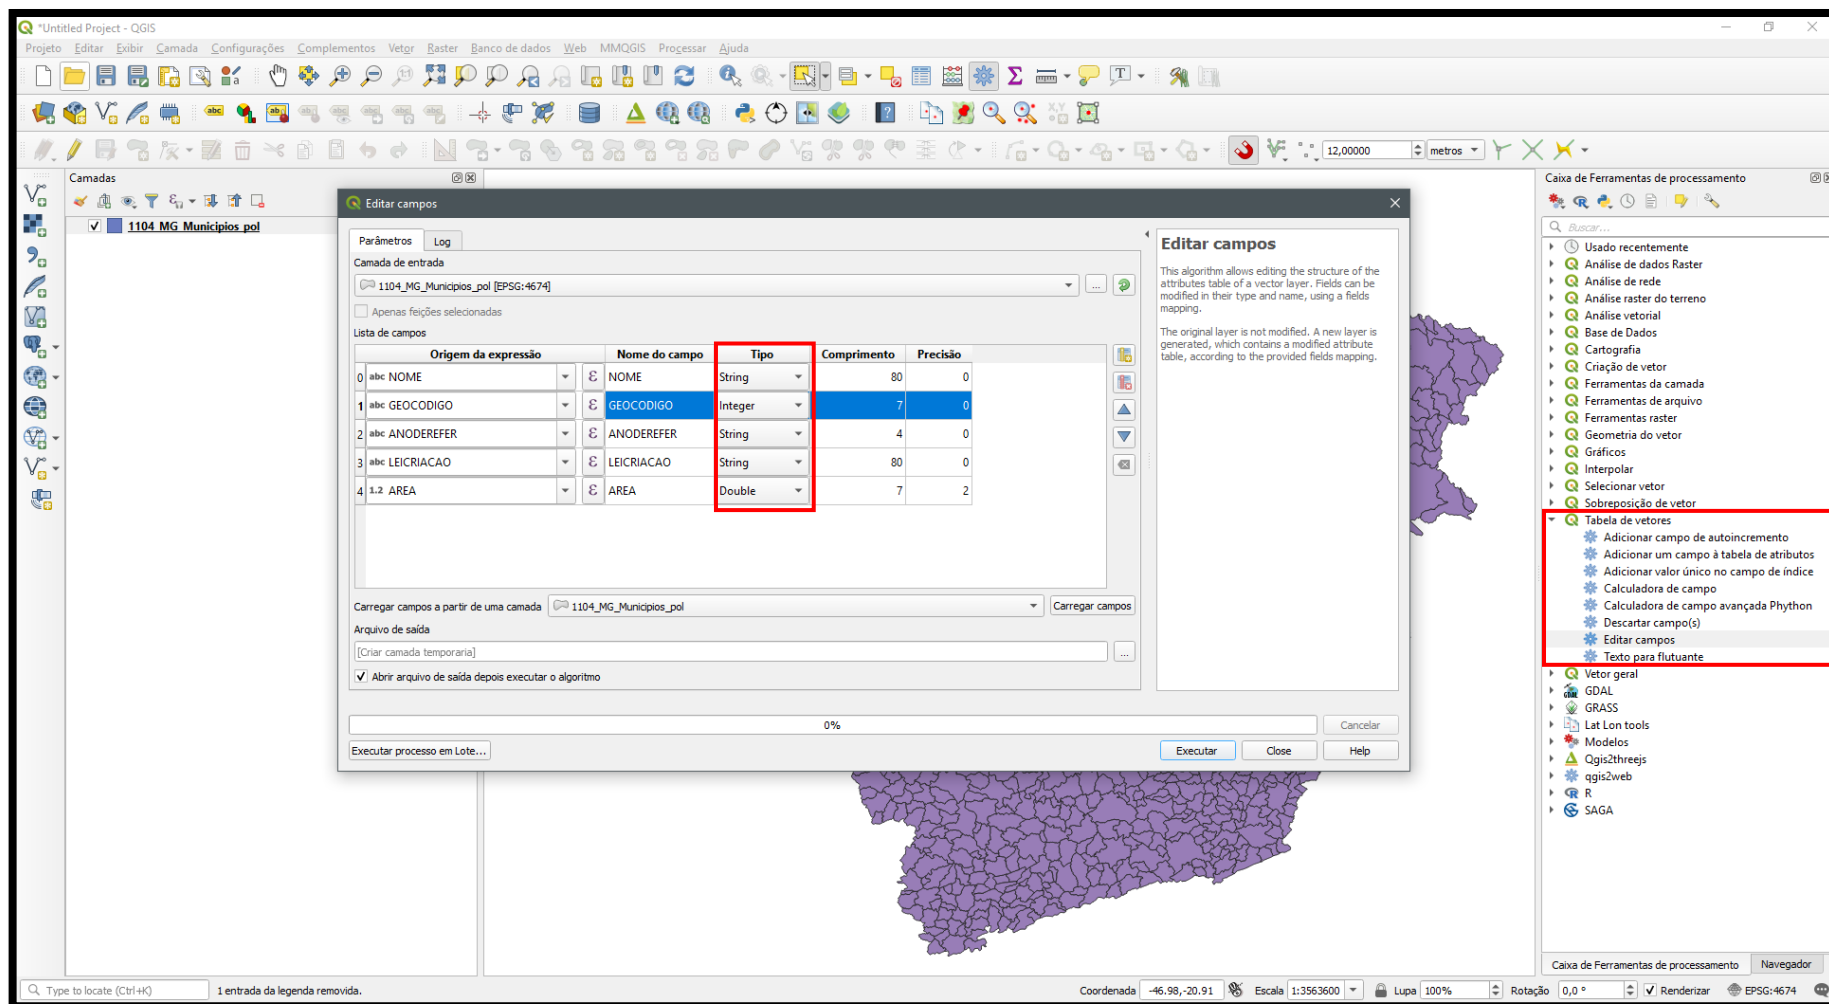 *Untitled Project - QGIS
Projeto Editar Exibir Camada Configurações Complementos Vetor Raster Banco de dados Web MMQGIS Processar Ajuda
12,00000 metros
Camadas
1104_MG_Municipios_pol
Editar campos
Parâmetros Log
Camada de entrada
1104_MG_Municipios_pol [EPSG:4674]
...
Apenas feições selecionadas
Lista de campos
Origem da expressão Nome do campo Tipo Comprimento Precisão
0 abc NOME ε NOME String 80 0
1 abc GEOCODIGO ε GEOCODIGO Integer 7 0
2 abc ANODEREFER ε ANODEREFER String 4 0
3 abc LEICRIACAO ε LEICRIACAO String 80 0
4 1.2 AREA ε AREA Double 7 2
Carregar campos a partir de uma camada 1104_MG_Municipios_pol Carregar campos
Arquivo de saída
[Criar camada temporaria] ...
Abrir arquivo de saída depois executar o algoritmo
0% Cancelar
Executar processo em Lote... Executar Close Help
Editar campos
This algorithm allows editing the structure of the
attributes table of a vector layer. Fields can be
modified in their type and name, using a fields
mapping.
The original layer is not modified. A new layer is
generated, which contains a modified attribute
table, according to the provided fields mapping.
Caixa de Ferramentas de processamento
Buscar...
Usado recentemente
Análise de dados Raster
Análise de rede
Análise raster do terreno
Análise vetorial
Base de Dados
Cartografia
Criação de vetor
Ferramentas da camada
Ferramentas de arquivo
Ferramentas raster
Geometria do vetor
Gráficos
Interpolar
Selecionar vetor
Sobreposição de vetor
Tabela de vetores
Adicionar campo de autoincremento
Adicionar um campo à tabela de atributos
Adicionar valor único no campo de índice
Calculadora de campo
Calculadora de campo avançada Phython
Descartar campo(s)
Editar campos
Texto para flutuante
Vetor geral
GDAL
GRASS
Lat Lon tools
Modelos
Qgis2threejs
qgis2web
R
SAGA
Caixa de Ferramentas de processamento Navegador
Type to locate (Ctrl+K) 1 entrada da legenda removida. Coordenada -46.98,-20.91 Escala 1:3563600 Lupa 100% Rotação 0,0 ° Renderizar EPSG:4674